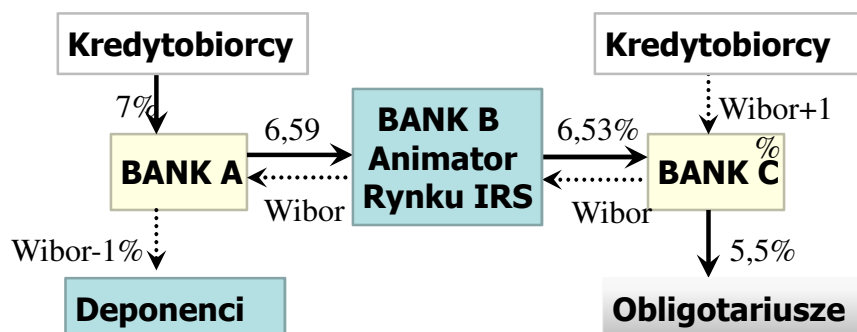 Kredytobiorcy
Kredytobiorcy
7%
Wibor+1
%
6,59
BANK B
Animator
Rynku IRS
6,53%
BANK A
BANK C
Wibor
Wibor
Wibor-1%
5,5%
Deponenci
Obligotariusze